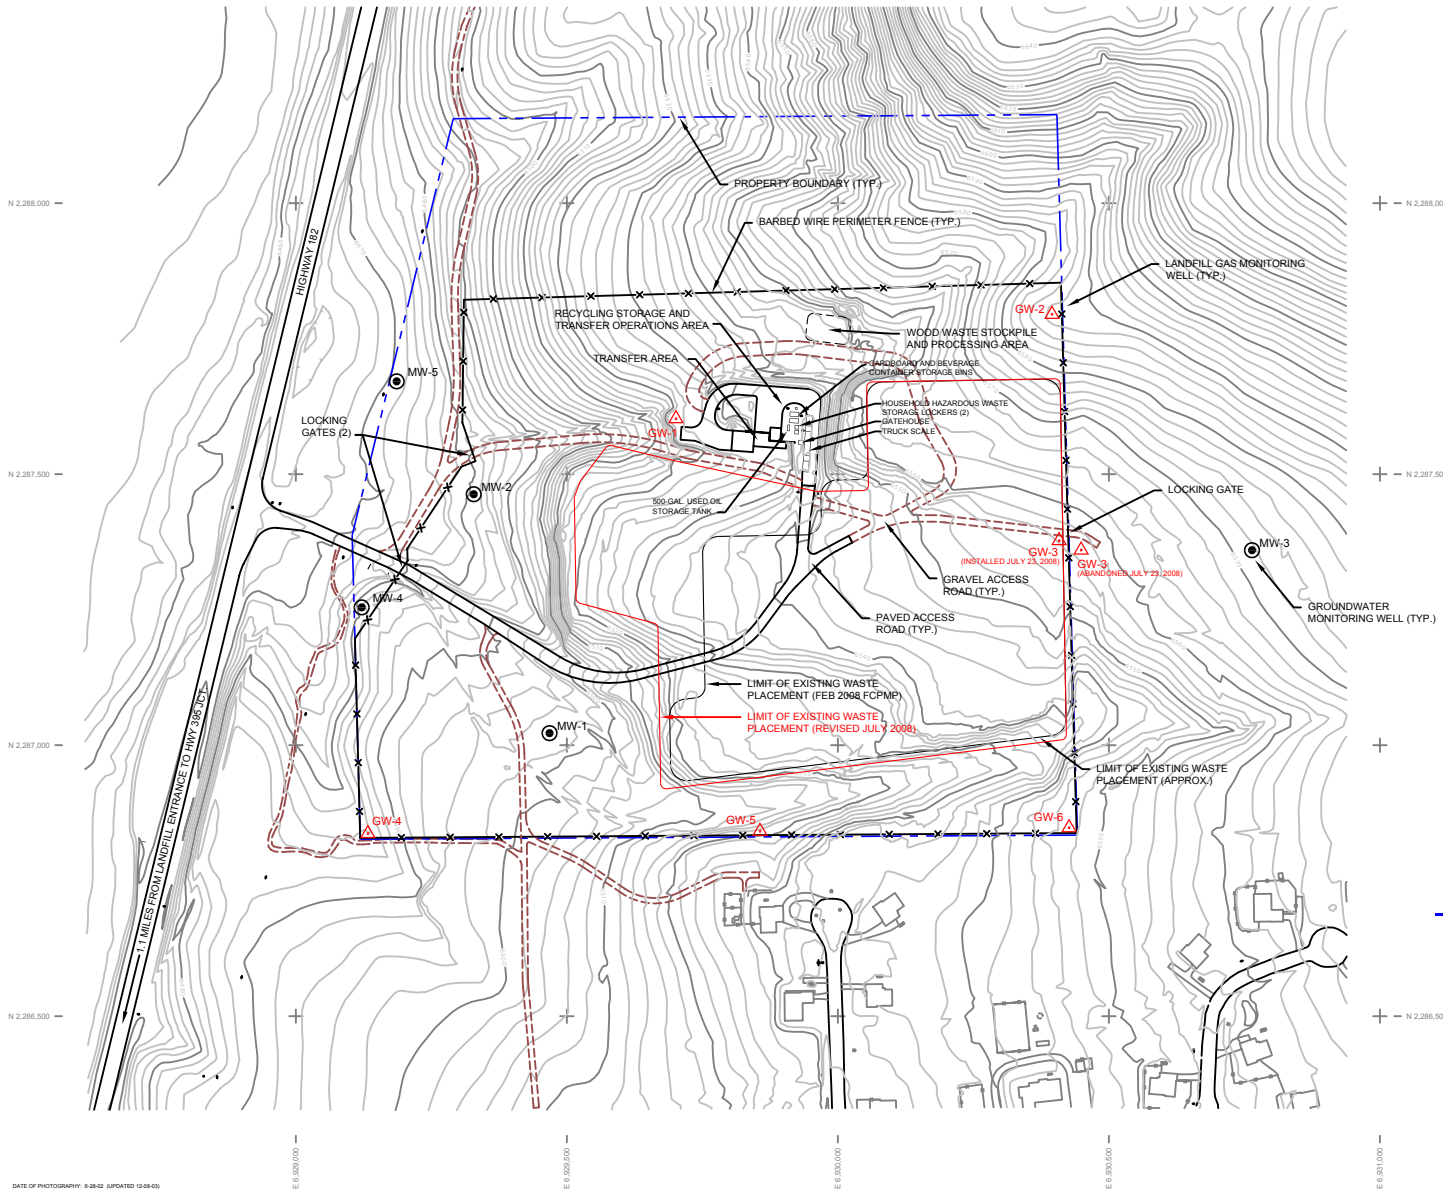 N 2,288,000
N 2,288,00
PROPERTY BOUNDARY (TYP.)
BARBED WIRE PERIMETER FENCE (TYP.)
HIGHWAY 182
LANDFILL GAS MONITORING
WELL (TYP.)
GW-2
RECYCLING STORAGE AND
TRANSFER OPERATIONS AREA
WOOD WASTE STOCKPILE
AND PROCESSING AREA
TRANSFER AREA
CARDBOARD AND BEVERAGE
CONTAINER STORAGE BINS
MW-5
HOUSEHOLD HAZARDOUS WASTE
STORAGE LOCKERS (2)
GATEHOUSE
TRUCK SCALE
LOCKING
GATES (2)
GW-1
N 2,287,500
N 2,287,50
MW-2
LOCKING GATE
500-GAL. USED OIL
STORAGE TANK
MW-3
GW-3
(INSTALLED JULY 23, 2008)
GW-3
(ABANDONED JULY 23, 2008)
GRAVEL ACCESS
ROAD (TYP.)
MW-4
GROUNDWATER
MONITORING WELL (TYP.)
PAVED ACCESS
ROAD (TYP.)
LIMIT OF EXISTING WASTE
PLACEMENT (FEB 2008 FCPMP)
LIMIT OF EXISTING WASTE
PLACEMENT (REVISED JULY 2008)
MW-1
N 2,287,000
LIMIT OF EXISTING WASTE
PLACEMENT (APPROX.)
1.1 MILES FROM LANDFILL ENTRANCE TO HWY 395 JCT.
GW-4
GW-5
GW-6
N 2,286,500
N 2,286,50
E 6,929,000
E 6,929,500
E 6,930,000
E 6,930,500
E 6,931,000
DATE OF PHOTOGRAPHY: 6-28-02 (UPDATED 12-08-03)